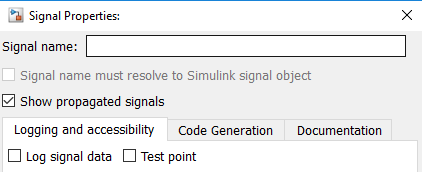 Signal Properties:
Signal name:
Signal name must resolve to Simulink signal object
Show propagated signals
Logging and accessibility Code Generation Documentation
Log signal data Test point